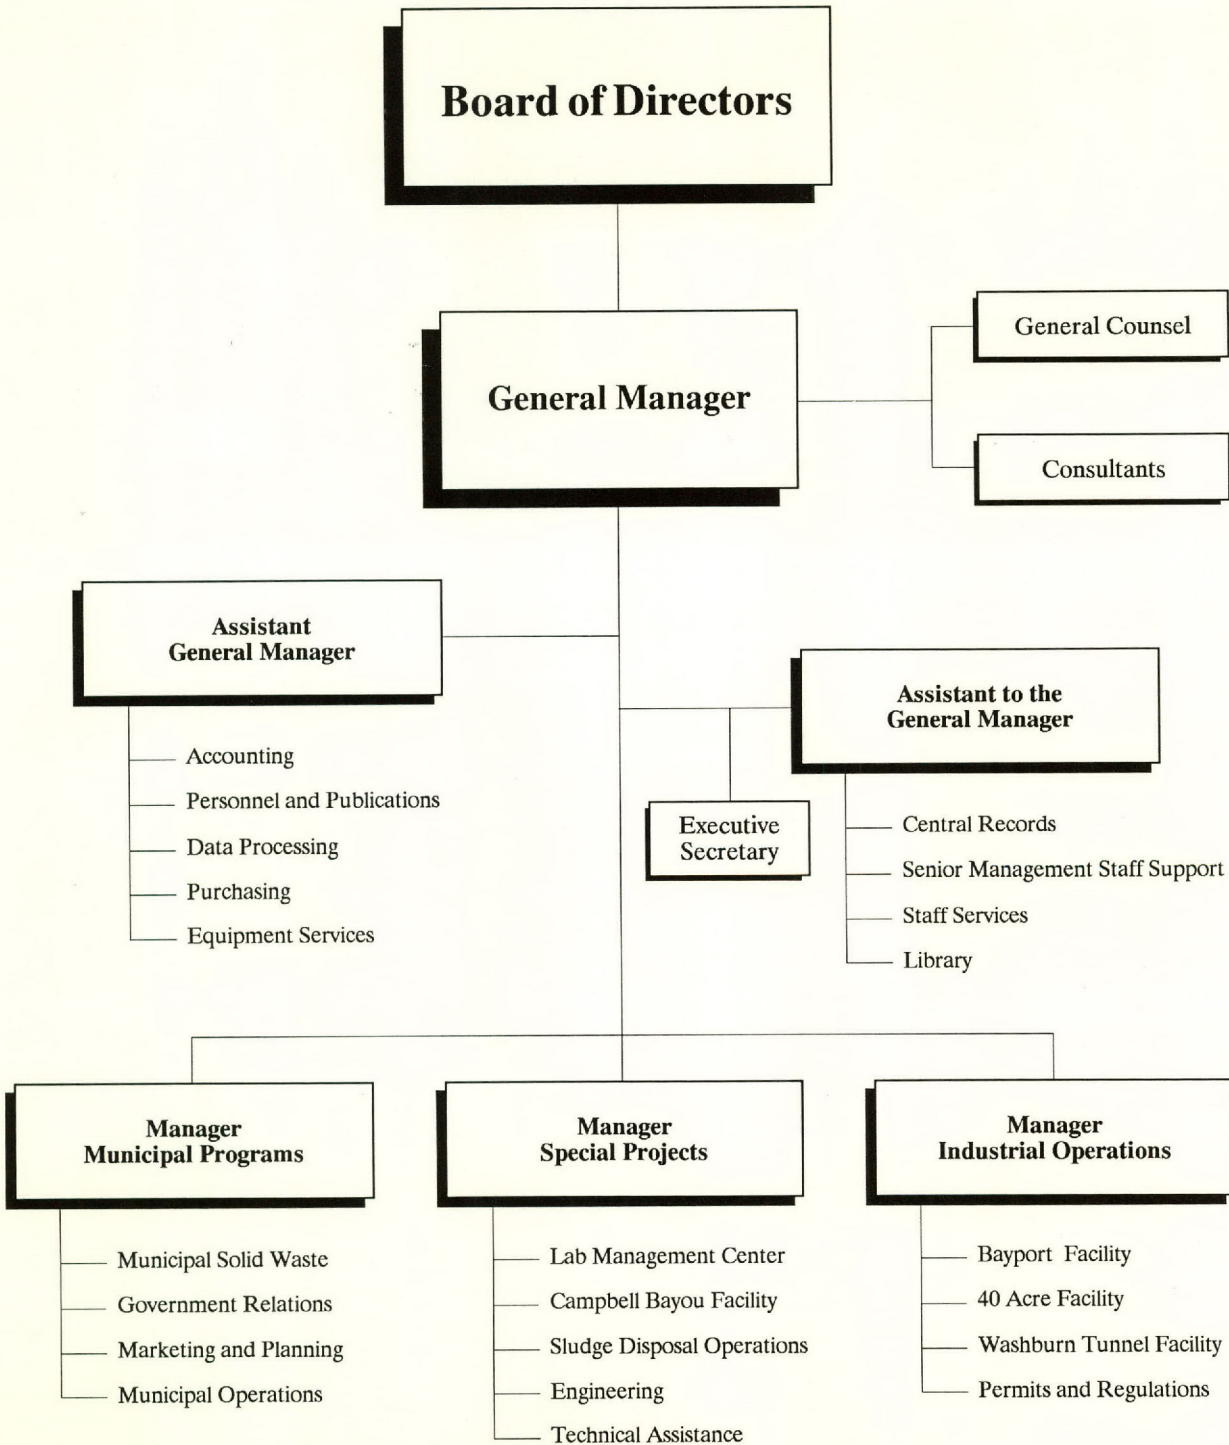 Board of Directors
General Manager
General Counsel
Consultants
Assistant
General Manager
Accounting
Personnel and Publications
Data Processing
Purchasing
Equipment Services
Assistant to the
General Manager
Executive
Secretary
Central Records
Senior Management Staff Support
Staff Services
Library
Manager
Municipal Programs
Municipal Solid Waste
Government Relations
Marketing and Planning
Municipal Operations
Manager
Special Projects
Lab Management Center
Campbell Bayou Facility
Sludge Disposal Operations
Engineering
Technical Assistance
Manager
Industrial Operations
Bayport Facility
40 Acre Facility
Washburn Tunnel Facility
Permits and Regulations